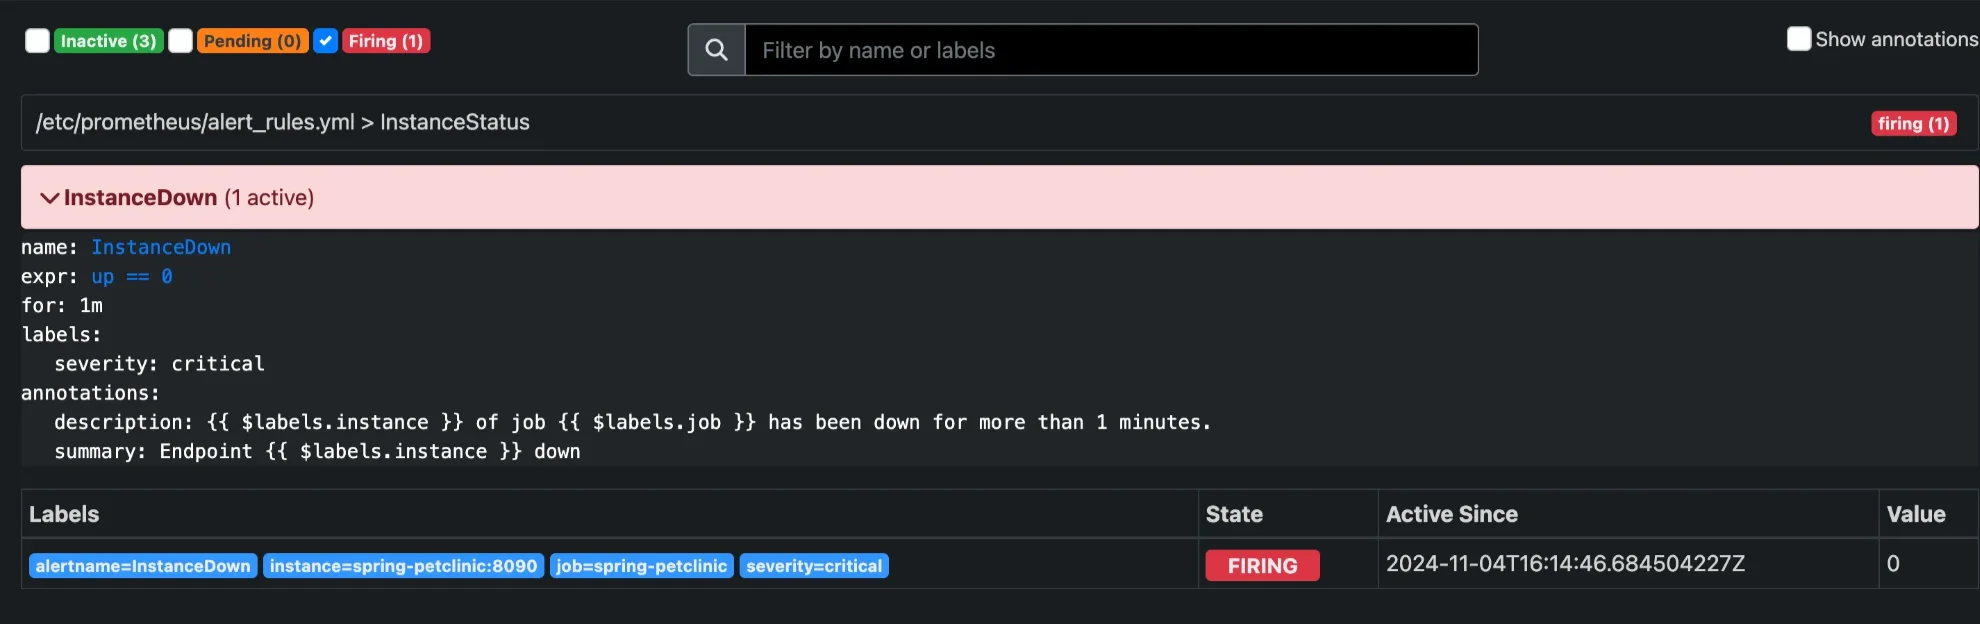 Inactive (3) Pending (0) Firing (1)
Filter by name or labels
Show annotations
/etc/prometheus/alert_rules.yml > InstanceStatus
firing (1)
InstanceDown (1 active)
name: InstanceDown
expr: up == 0
for: 1m
labels:
severity: critical
annotations:
description: {{ $labels.instance }} of job {{ $labels.job }} has been down for more than 1 minutes.
summary: Endpoint {{ $labels.instance }} down
Labels State Active Since Value
alertname=InstanceDown instance=spring-petclinic:8090 job=spring-petclinic severity=critical FIRING 2024-11-04T16:14:46.684504227Z 0